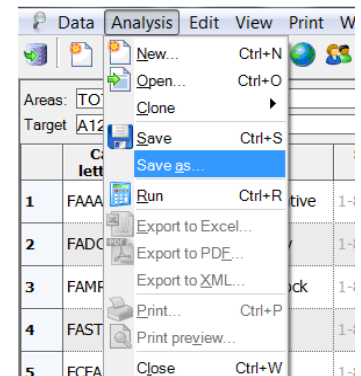 Data Analysis Edit View Print
New... Ctrl+N
Open... Ctrl+O
Clone
Save Ctrl+S
Save as...
Run Ctrl+R
Export to Excel...
Export to PDF...
Export to XML...
Print... Ctrl+P
Print preview...
Close Ctrl+W
Areas: TO
Target A12
lett
1 FAAA tive
2 FADC
3 FAMF ock
4 FAST
5